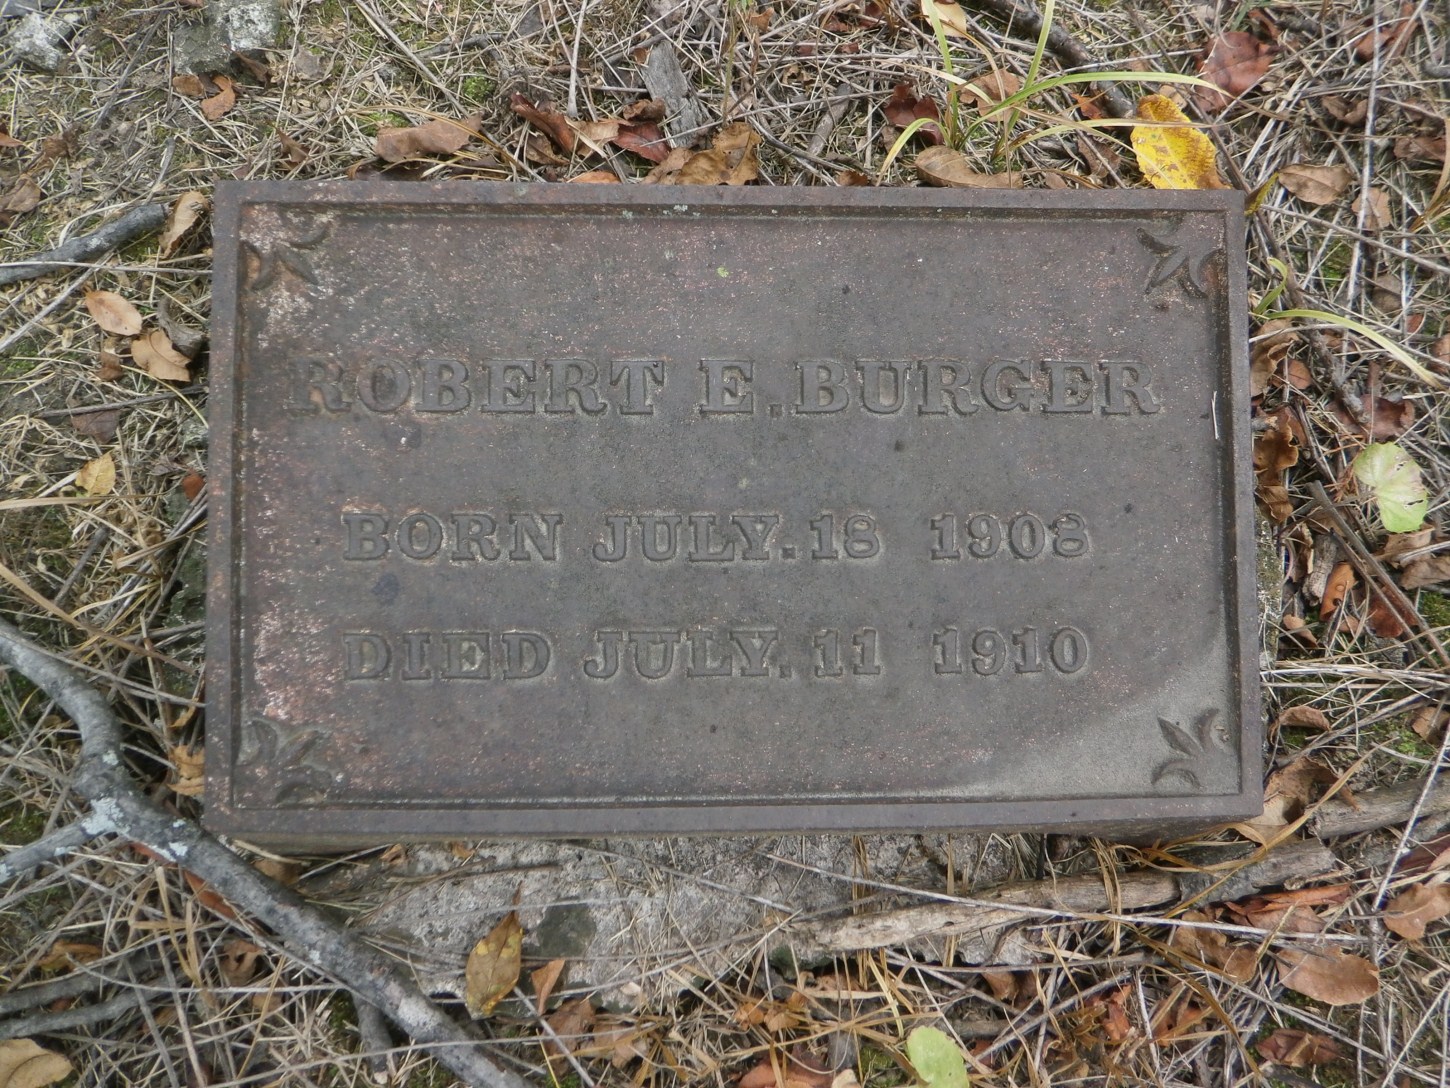 ROBERT E. BURGER
BORN JULY. 18 1908
DIED JULY. 11 1910